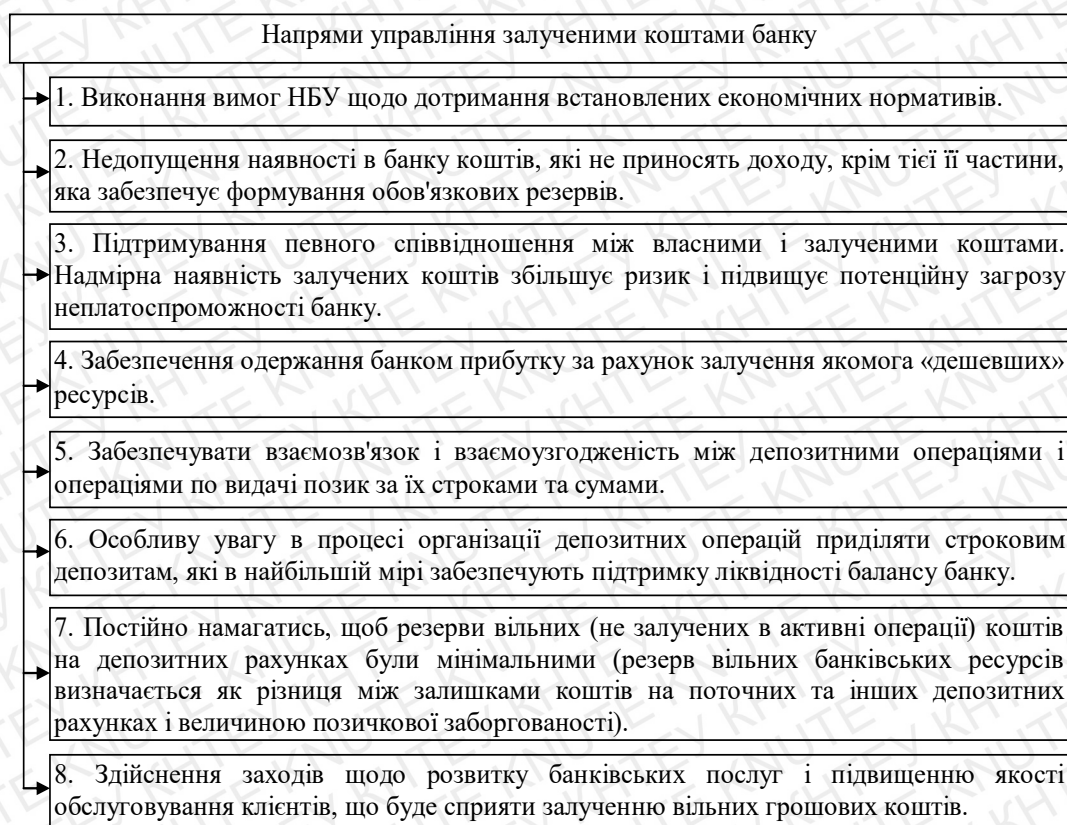 Напрями управління залученими коштами банку
1. Виконання вимог НБУ щодо дотримання встановлених економічних нормативів.
2. Недопущення наявності в банку коштів, які не приносять доходу, крім тієї її частини,
яка забезпечує формування обов'язкових резервів.
3. Підтримування певного співвідношення між власними і залученими коштами.
Надмірна наявність залучених коштів збільшує ризик і підвищує потенційну загрозу
неплатоспроможності банку.
4. Забезпечення одержання банком прибутку за рахунок залучення якомога «дешевших»
ресурсів.
5. Забезпечувати взаємозв'язок і взаємоузгодженість між депозитними операціями і
операціями по видачі позик за їх строками та сумами.
6. Особливу увагу в процесі організації депозитних операцій приділяти строковим
депозитам, які в найбільшій мірі забезпечують підтримку ліквідності балансу банку.
7. Постійно намагатись, щоб резерви вільних (не залучених в активні операції) коштів
на депозитних рахунках були мінімальними (резерв вільних банківських ресурсів
визначається як різниця між залишками коштів на поточних та інших депозитних
рахунках і величиною позичкової заборгованості).
8. Здійснення заходів щодо розвитку банківських послуг і підвищенню якості
обслуговування клієнтів, що буде сприяти залученню вільних грошових коштів.